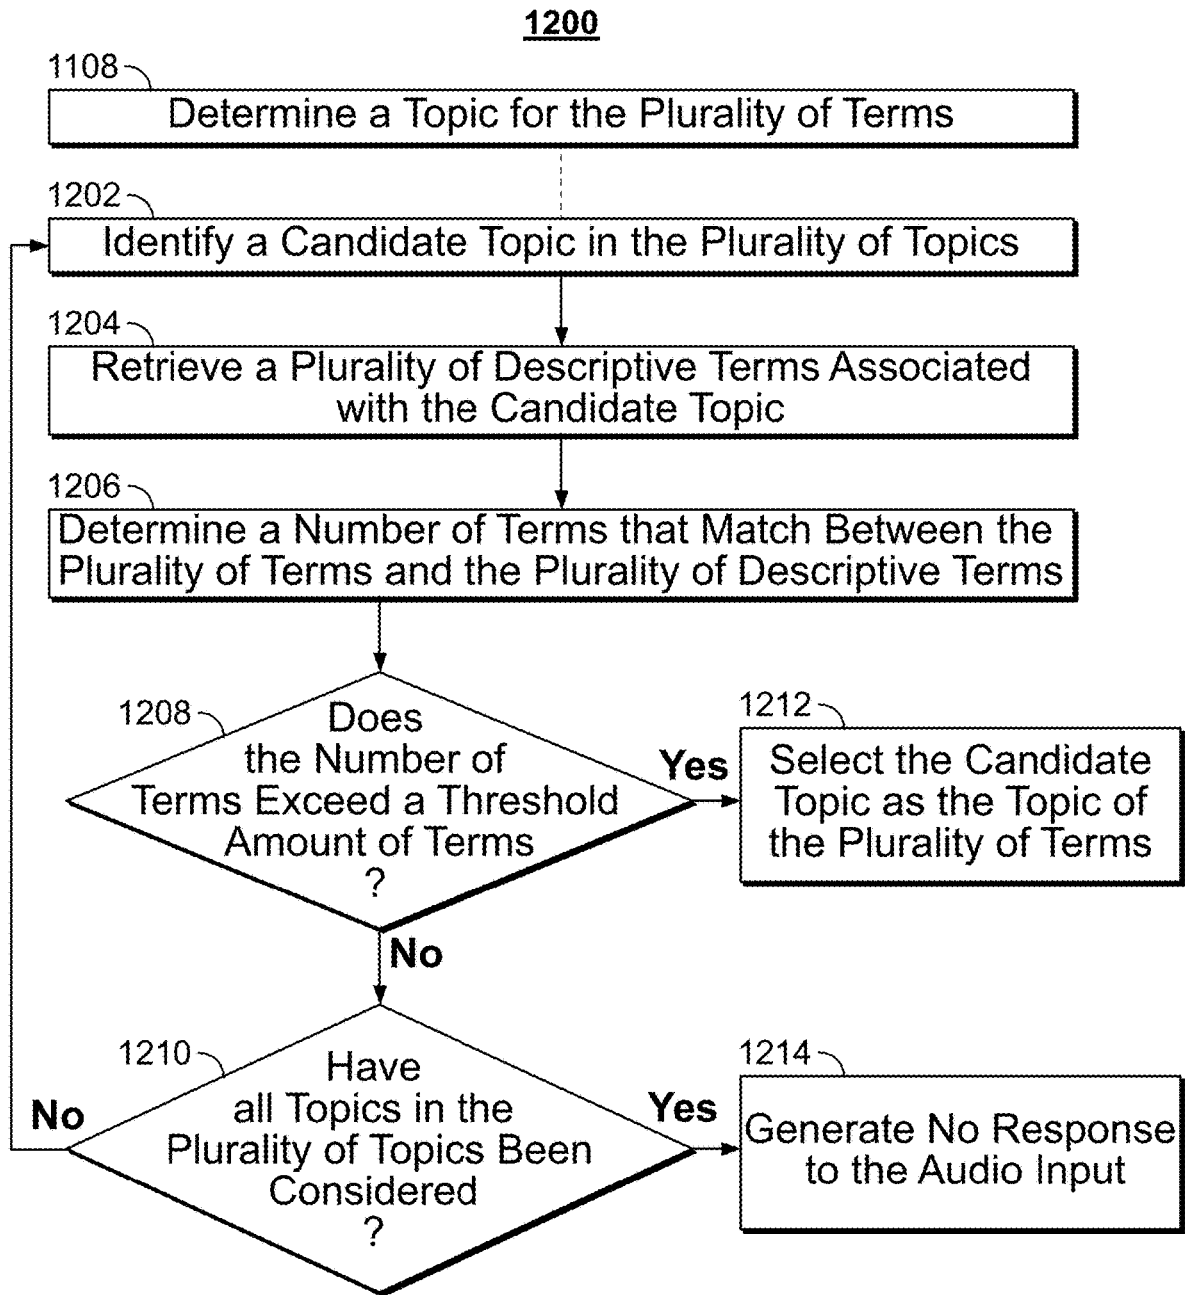 1200
1108
Determine a Topic for the Plurality of Terms
1202
Identify a Candidate Topic in the Plurality of Topics
1204
Retrieve a Plurality of Descriptive Terms Associated
with the Candidate Topic
1206
Determine a Number of Terms that Match Between the
Plurality of Terms and the Plurality of Descriptive Terms
1208
Does
the Number of
Terms Exceed a Threshold
Amount of Terms
?
Yes
1212
Select the Candidate
Topic as the Topic of
the Plurality of Terms
No
1210
Have
all Topics in the
Plurality of Topics Been
Considered
?
No
Yes
1214
Generate No Response
to the Audio Input